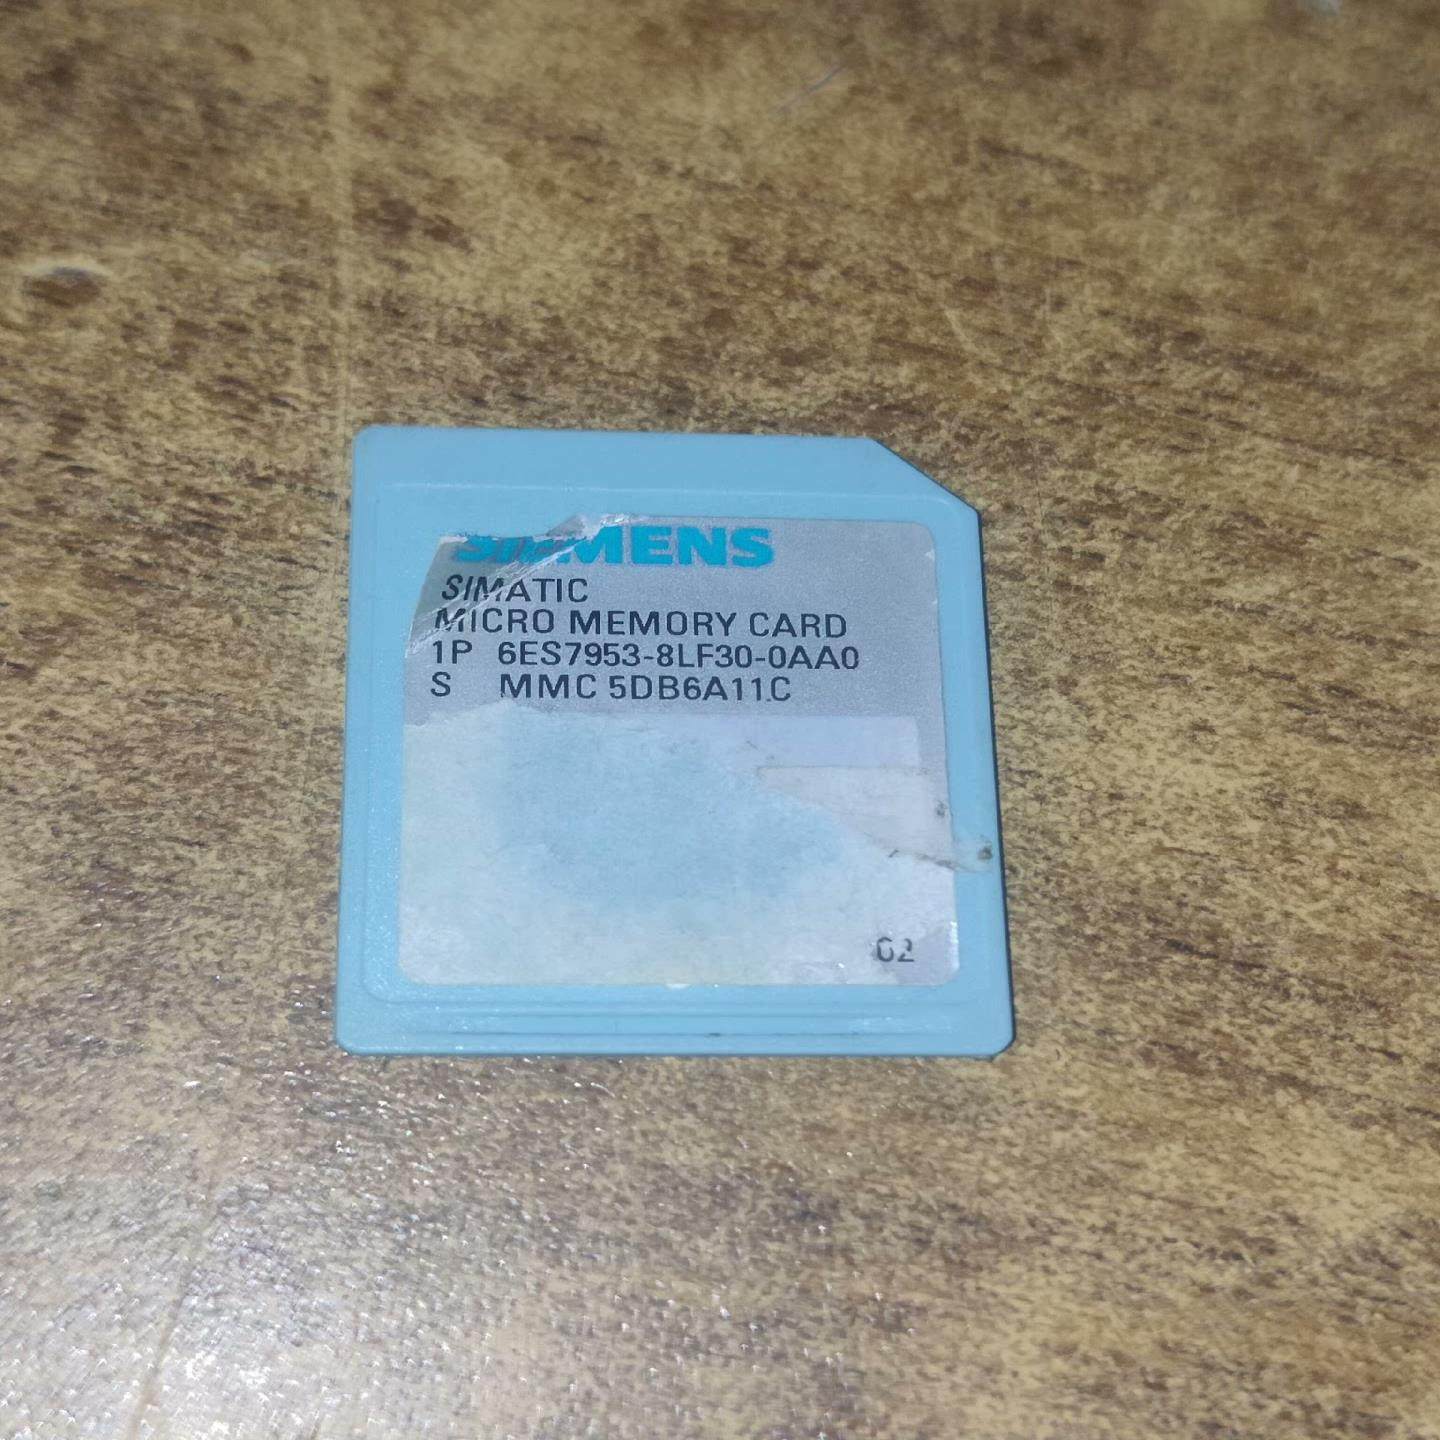 SIEMENS
SIMATIC
MICRO MEMORY CARD
1P 6ES7953-8LF30-0AA0
S MMC 5DB6A11C
02